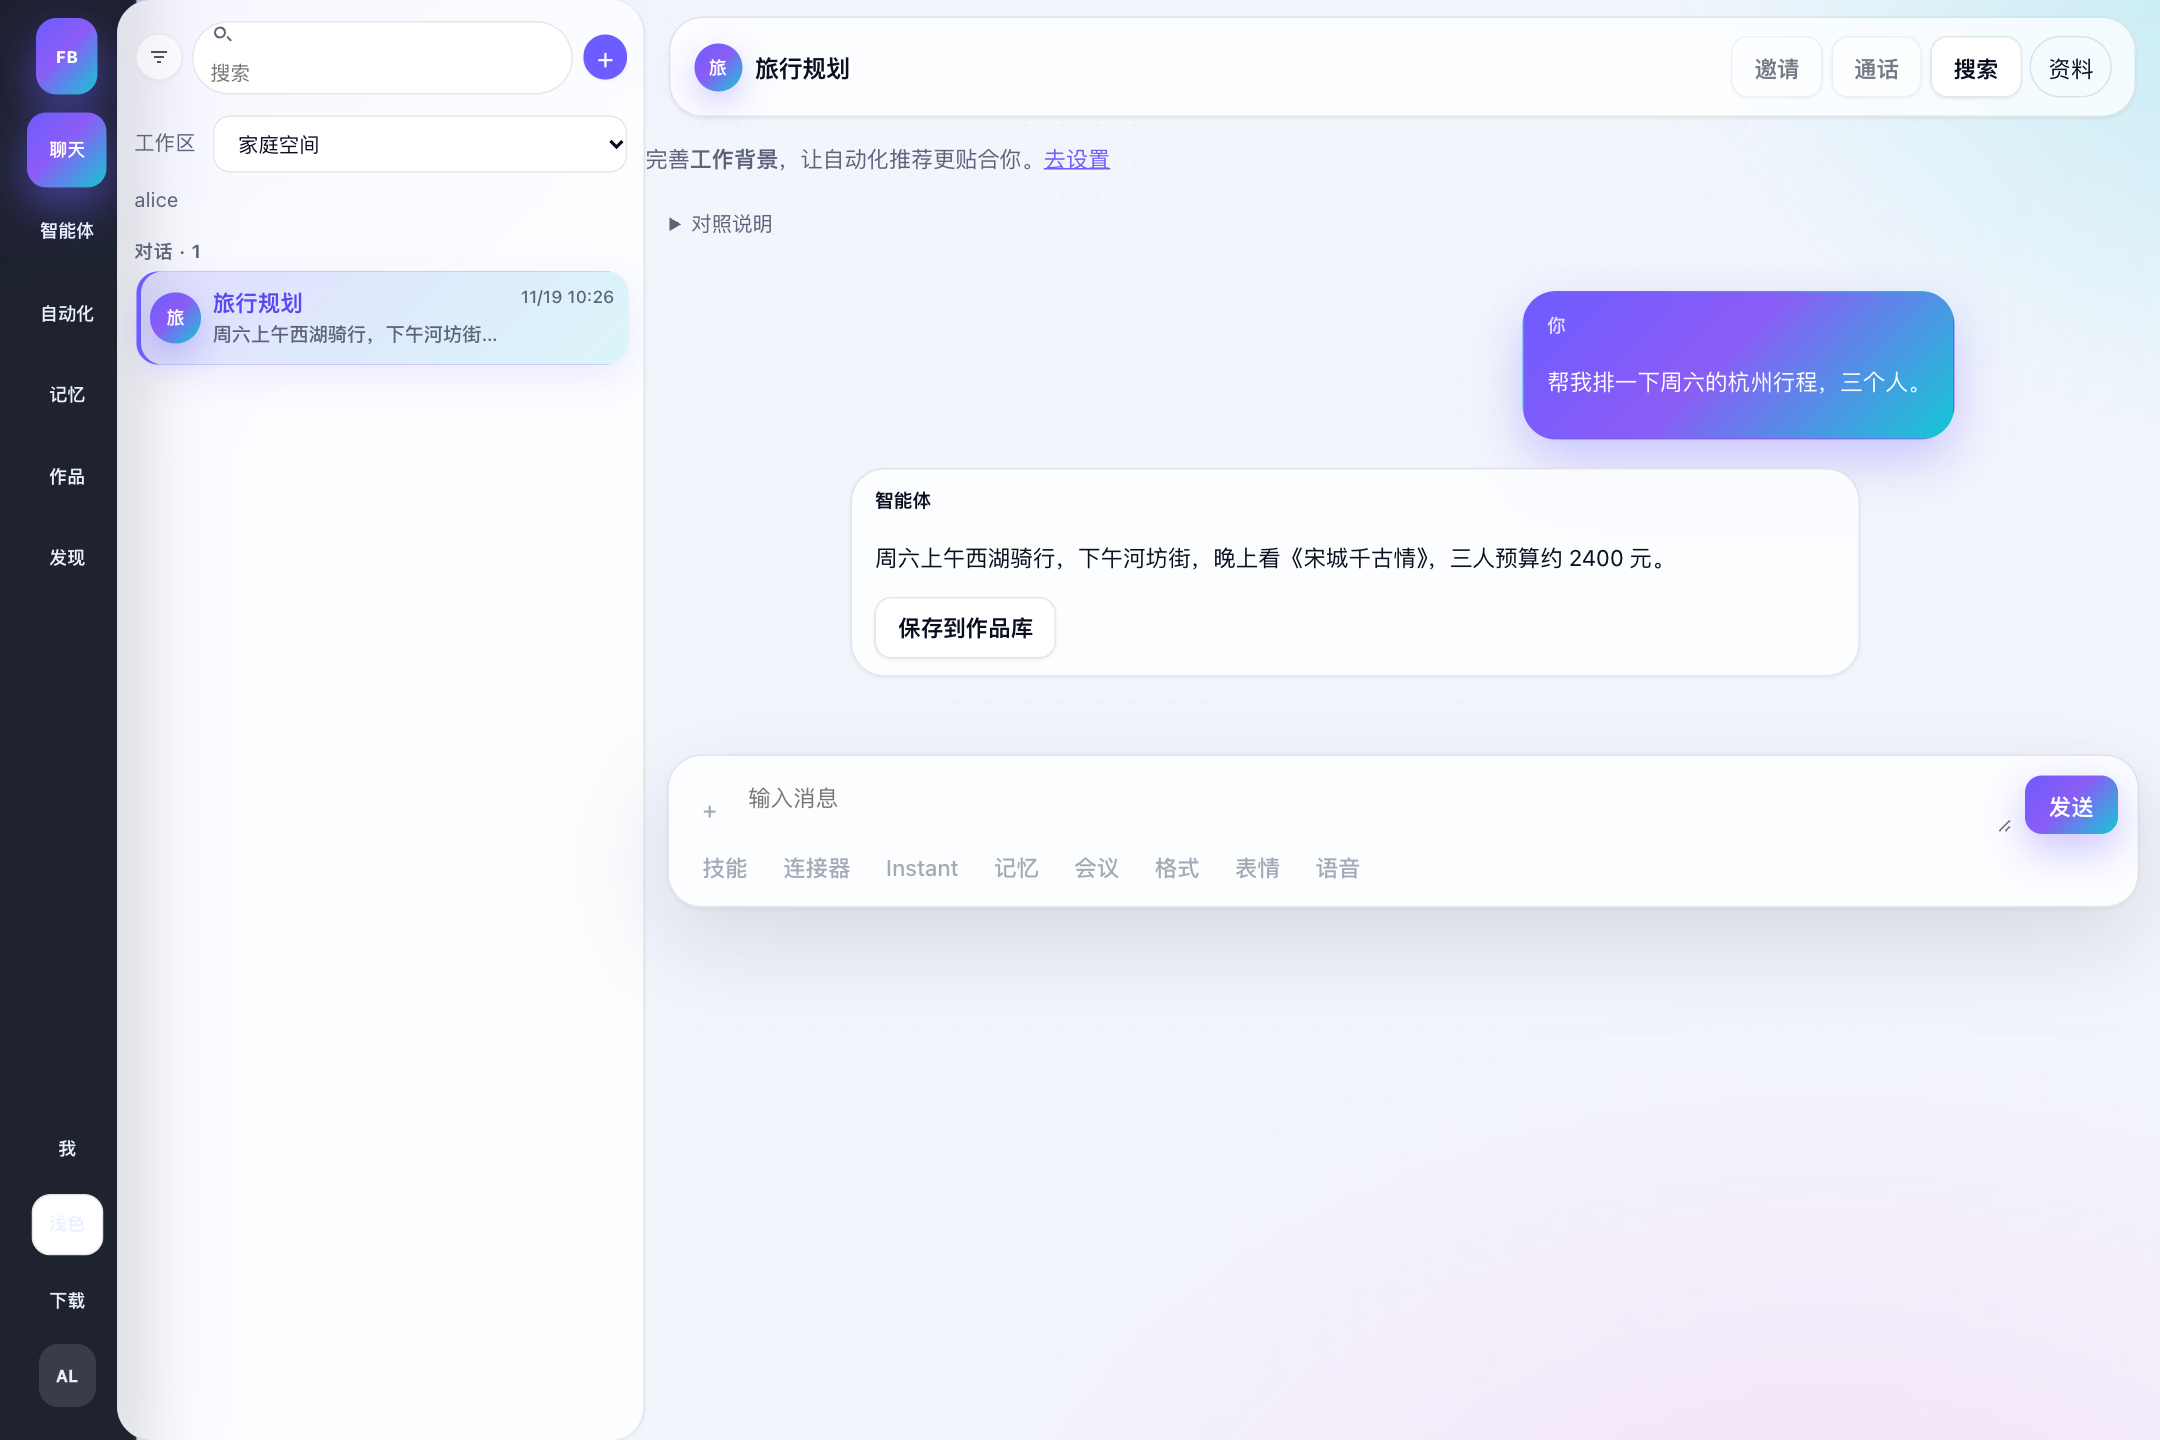 FB
聊天
智能体
自动化
记忆
作品
发现
我
浅色
下载
AL
搜索
+
工作区 家庭空间
alice
对话 · 1
旅 旅行规划 11/19 10:26
周六上午西湖骑行，下午河坊街...
旅 旅行规划 邀请 通话 搜索 资料
完善工作背景，让自动化推荐更贴合你。去设置
▶ 对照说明
你
帮我排一下周六的杭州行程，三个人。
智能体
周六上午西湖骑行，下午河坊街，晚上看《宋城千古情》，三人预算约 2400 元。
保存到作品库
+ 输入消息 发送
技能 连接器 Instant 记忆 会议 格式 表情 语音